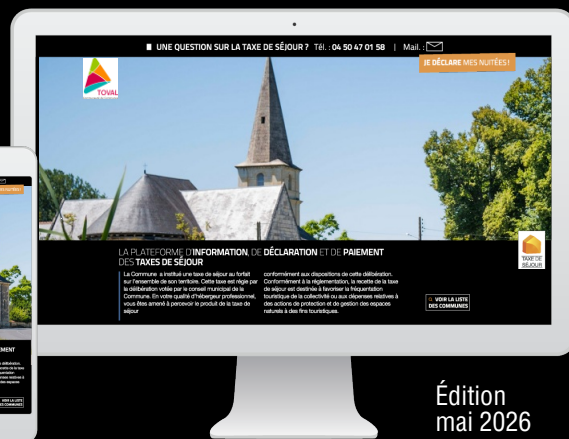 UNE QUESTION SUR LA TAXE DE SÉJOUR ? Tél. : 04 50 47 01 58 | Mail. :
JE DÉCLARE MES NUITÉES !
TOVAL
LA PLATEFORME D'INFORMATION, DE DÉCLARATION ET DE PAIEMENT
DES TAXES DE SÉJOUR
La Commune a institué une taxe de séjour au forfait
sur l'ensemble de son territoire. Cette taxe est régie par
la délibération votée par le conseil municipal de la
Commune. En votre qualité d'hébergeur professionnel,
vous êtes amené à percevoir le produit de la taxe de
séjour
conformément aux dispositions de cette délibération.
Conformément à la réglementation, la recette de la taxe
de séjour est destinée à favoriser la fréquentation
touristique de la collectivité ou aux dépenses relatives à
des actions de protection et de gestion des espaces
naturels à des fins touristiques.
TAXE DE
SÉJOUR
VOIR LA LISTE
DES COMMUNES
Édition
mai 2026